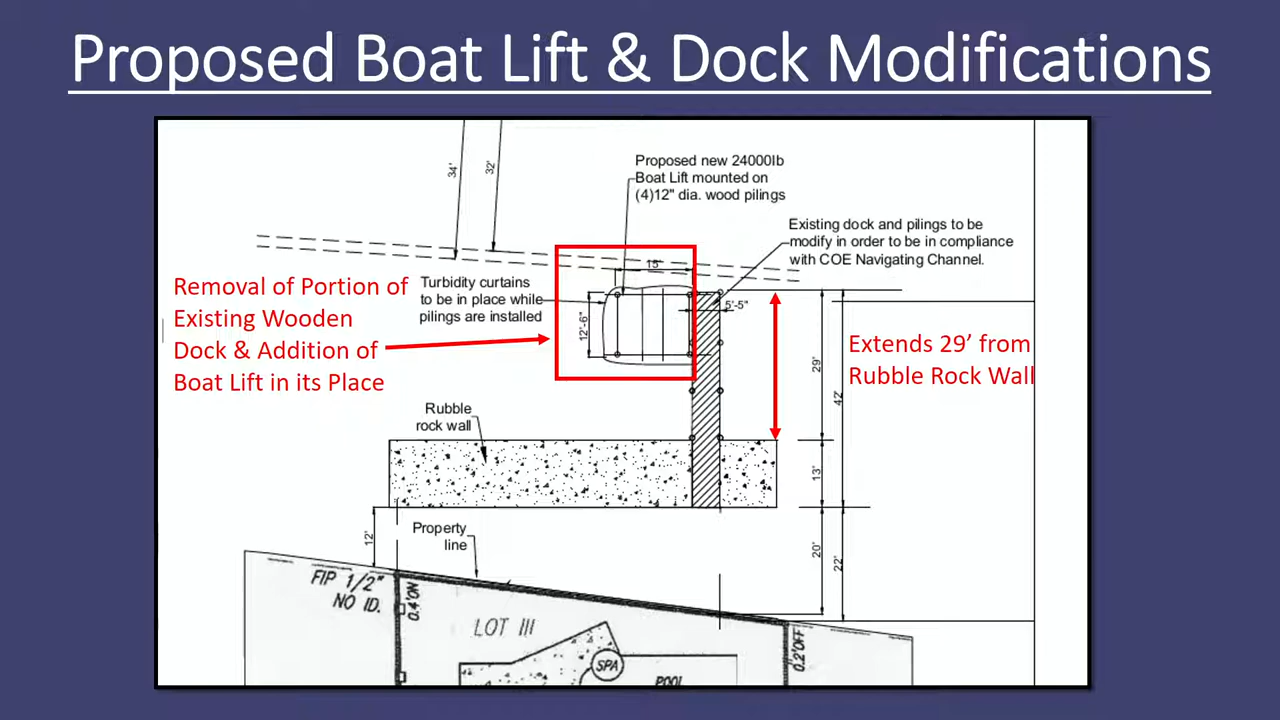 Proposed Boat Lift & Dock Modifications
34'
32'
Proposed new 24000lb
Boat Lift mounted on
(4)12" dia. wood pilings
Existing dock and pilings to be
modify in order to be in compliance
with COE Navigating Channel.
Removal of Portion of
Existing Wooden
Dock & Addition of
Boat Lift in its Place
Turbidity curtains
to be in place while
pilings are installed
15'
12'-6"
5'-5"
Extends 29' from
Rubble Rock Wall
29'
42'
Rubble
rock wall
13'
12'
Property
line
20'
22'
FIP 1/2"
NO ID.
0.4'ON
LOT III
SPA
POOL
0.2'OFF